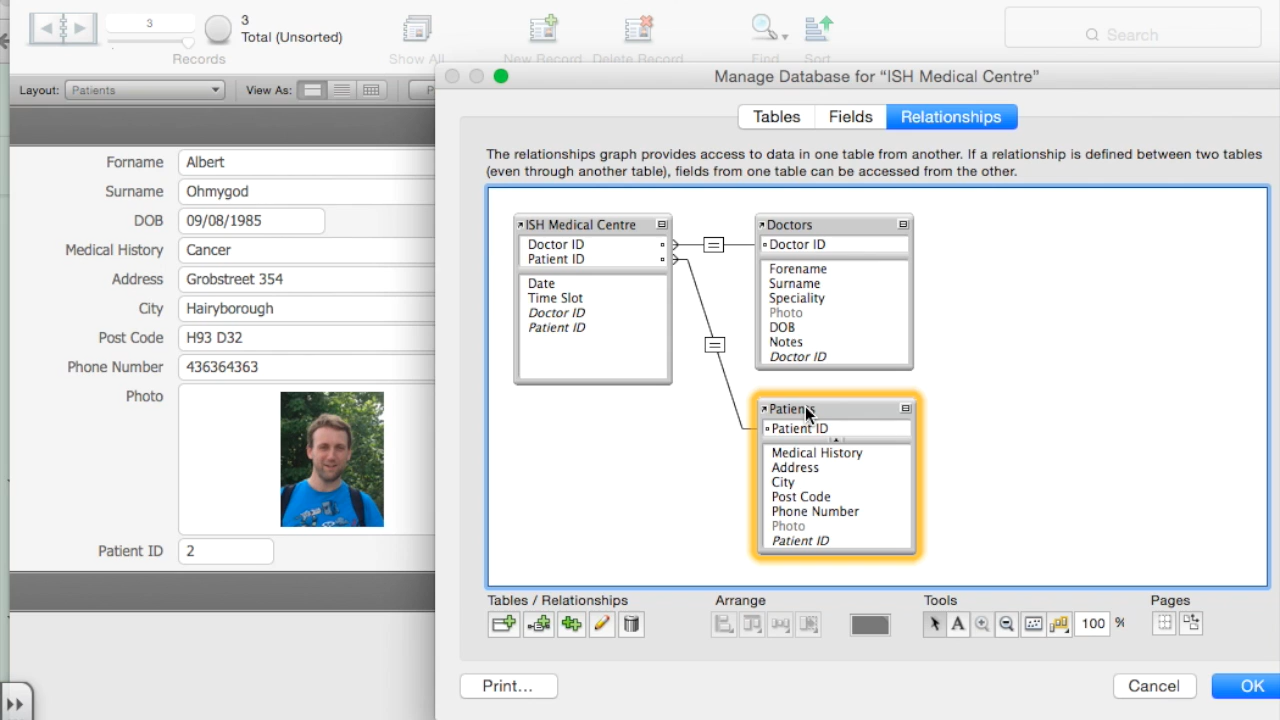 3
3
Total (Unsorted)
Records
Show All
New Record
Delete Record
Find
Sort
Search
Layout:
Patients
View As:
P
Manage Database for “ISH Medical Centre”
Tables
Fields
Relationships
The relationships graph provides access to data in one table from another. If a relationship is defined between two tables
(even through another table), fields from one table can be accessed from the other.
Forname
Albert
Surname
Ohmygod
DOB
09/08/1985
Medical History
Cancer
Address
Grobstreet 354
City
Hairyborough
Post Code
H93 D32
Phone Number
436364363
Photo
Patient ID
2
ISH Medical Centre
Doctor ID
Patient ID
Date
Time Slot
Doctor ID
Patient ID
=
=
Doctors
Doctor ID
Forename
Surname
Speciality
Photo
DOB
Notes
Doctor ID
Patients
Patient ID
Medical History
Address
City
Post Code
Phone Number
Photo
Patient ID
Tables / Relationships
Arrange
Tools
Pages
A
100
%
Print...
Cancel
OK